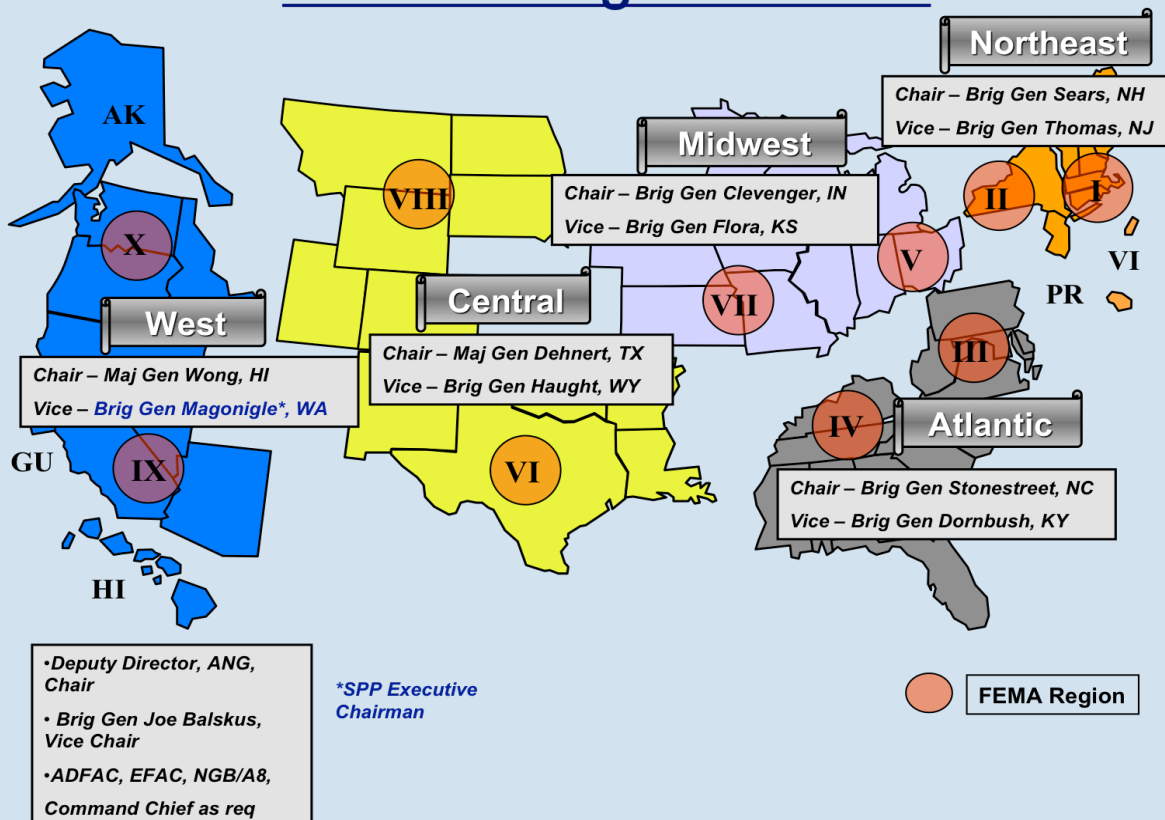 Northeast
Chair – Brig Gen Sears, NH
Vice – Brig Gen Thomas, NJ
AK
Midwest
Chair – Brig Gen Clevenger, IN
Vice – Brig Gen Flora, KS
VIII
II
I
X
V
VI
PR
VII
Central
Chair – Maj Gen Dehnert, TX
Vice – Brig Gen Haught, WY
West
Chair – Maj Gen Wong, HI
Vice – Brig Gen Magonigle*, WA
III
IV
Atlantic
Chair – Brig Gen Stonestreet, NC
Vice – Brig Gen Dornbush, KY
GU
IX
VI
HI
•Deputy Director, ANG,
Chair
• Brig Gen Joe Balskus,
Vice Chair
•ADFAC, EFAC, NGB/A8,
Command Chief as req
*SPP Executive
Chairman
FEMA Region